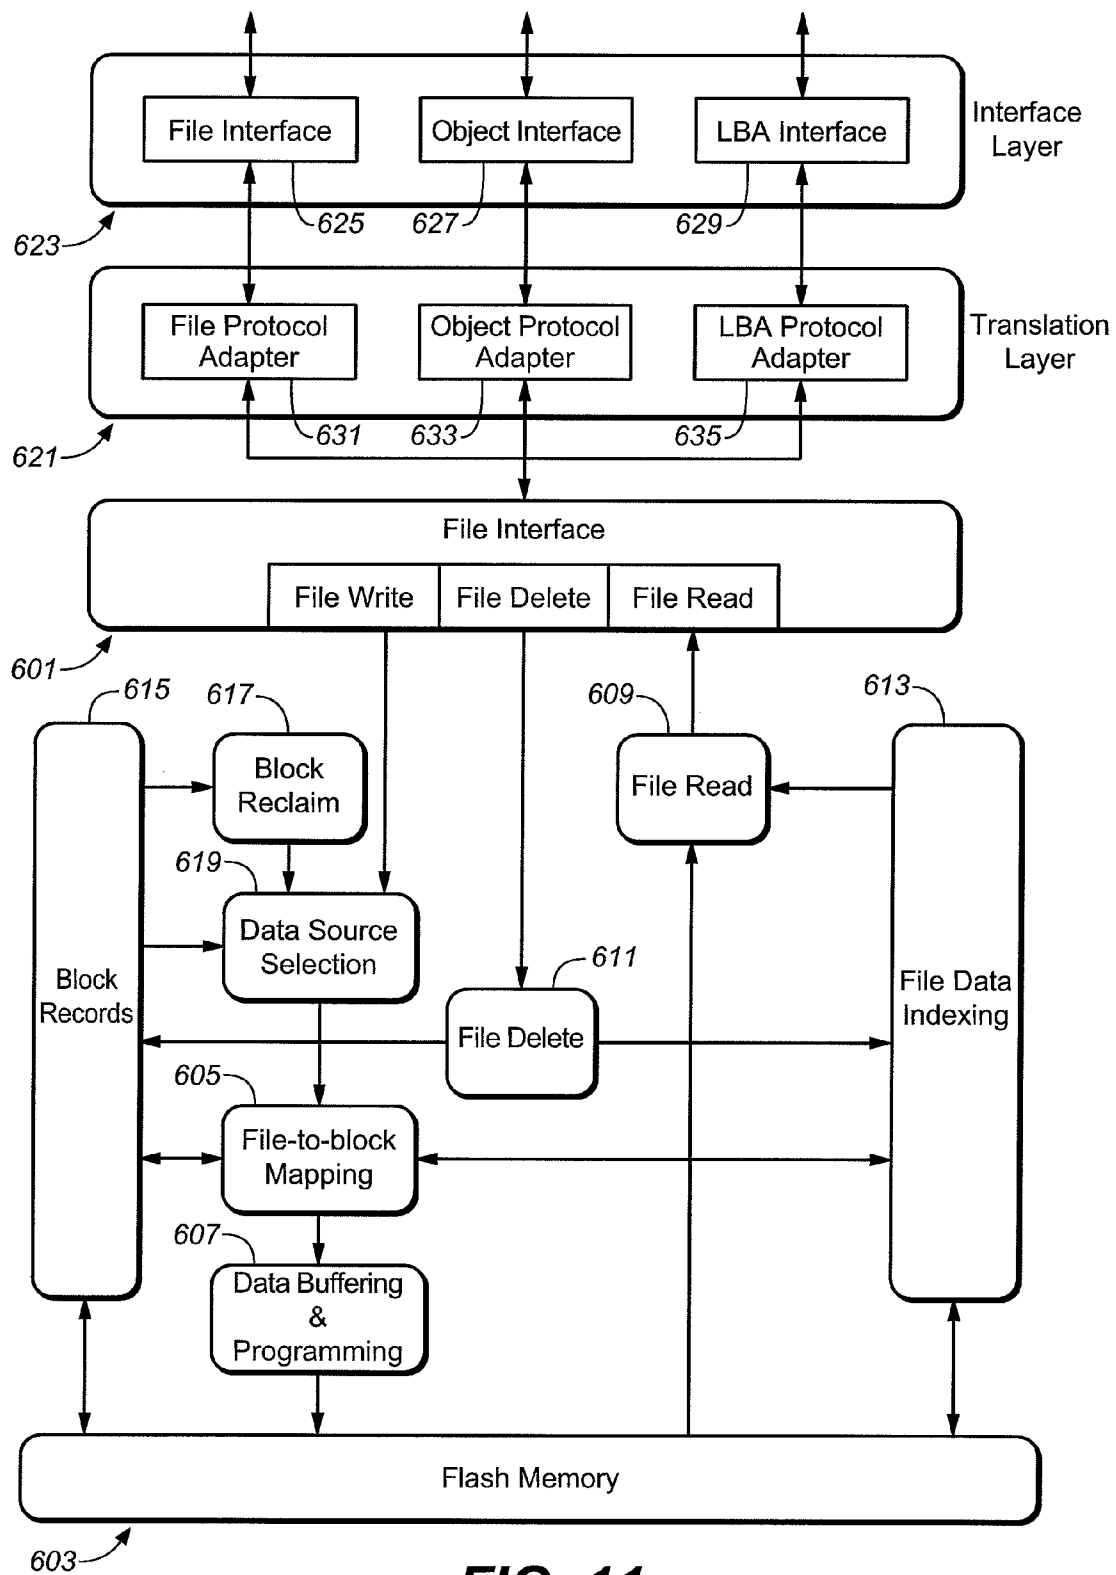 File Interface
Object Interface
LBA Interface
Interface
Layer
625
627
629
623
File Protocol
Adapter
Object Protocol
Adapter
LBA Protocol
Adapter
Translation
Layer
631
633
635
621
File Interface
File Write
File Delete
File Read
601
615
617
609
613
Block
Reclaim
File Read
619
Data Source
Selection
611
Block
Records
File Data
Indexing
File Delete
605
File-to-block
Mapping
607
Data Buffering
&
Programming
Flash Memory
603
FIG. 11